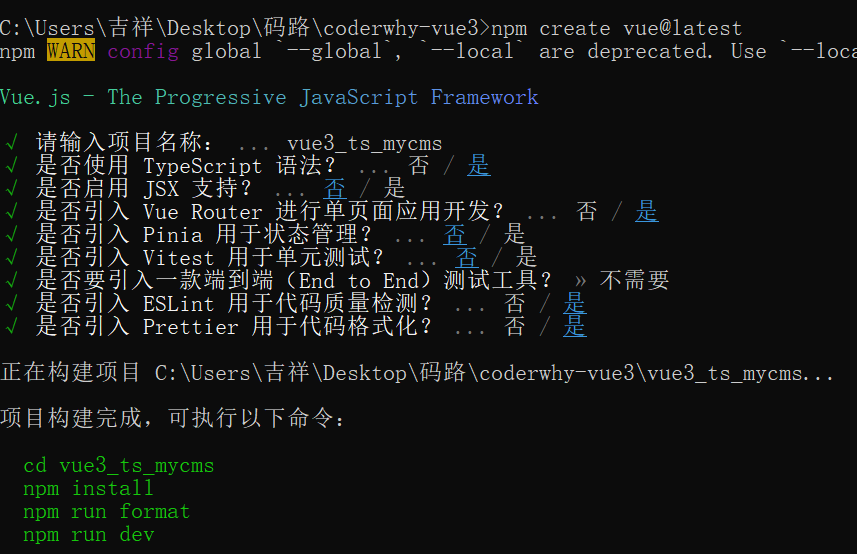 C:\Users\吉祥\Desktop\码路\coderwhy-vue3>npm create vue@latest
npm WARN config global `--global`, `--local` are deprecated. Use `--loca
Vue.js - The Progressive JavaScript Framework
√ 请输入项目名称： ... vue3_ts_mycms
√ 是否使用 TypeScript 语法？ ... 否 / 是
√ 是否启用 JSX 支持？ ... 否 / 是
√ 是否引入 Vue Router 进行单页面应用开发？ ... 否 / 是
√ 是否引入 Pinia 用于状态管理？ ... 否 / 是
√ 是否引入 Vitest 用于单元测试？ ... 否 / 是
√ 是否要引入一款端到端（End to End）测试工具？ » 不需要
√ 是否引入 ESLint 用于代码质量检测？ ... 否 / 是
√ 是否引入 Prettier 用于代码格式化？ ... 否 / 是
正在构建项目 C:\Users\吉祥\Desktop\码路\coderwhy-vue3\vue3_ts_mycms...
项目构建完成，可执行以下命令：
cd vue3_ts_mycms
npm install
npm run format
npm run dev